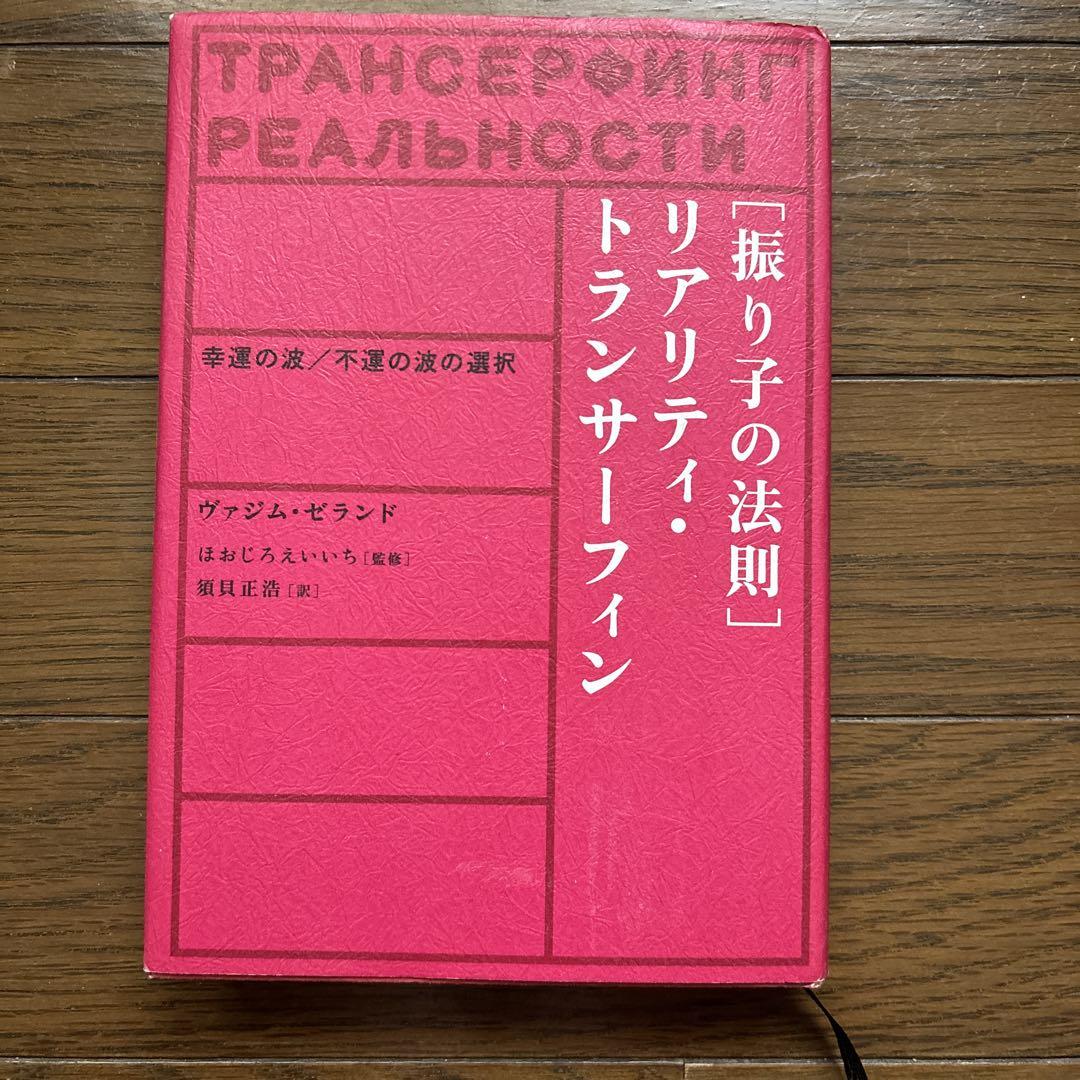 ТРАНСЕРФИНГ
РЕАЛЬНОСТИ
[振り子の法則]
リアリティ・
トランサーフィン
幸運の波／不運の波の選択
ヴァジム・ゼランド
ほおじろえいいち[監修]
須貝正浩[訳]